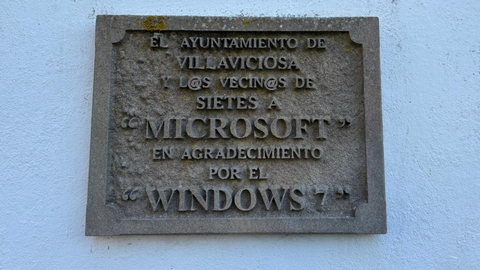 EL AYUNTAMIENTO DE
VILLAVICIOSA
Y L@S VECIN@S DE
SIETES A
“MICROSOFT”
EN AGRADECIMIENTO
POR EL
“WINDOWS 7”